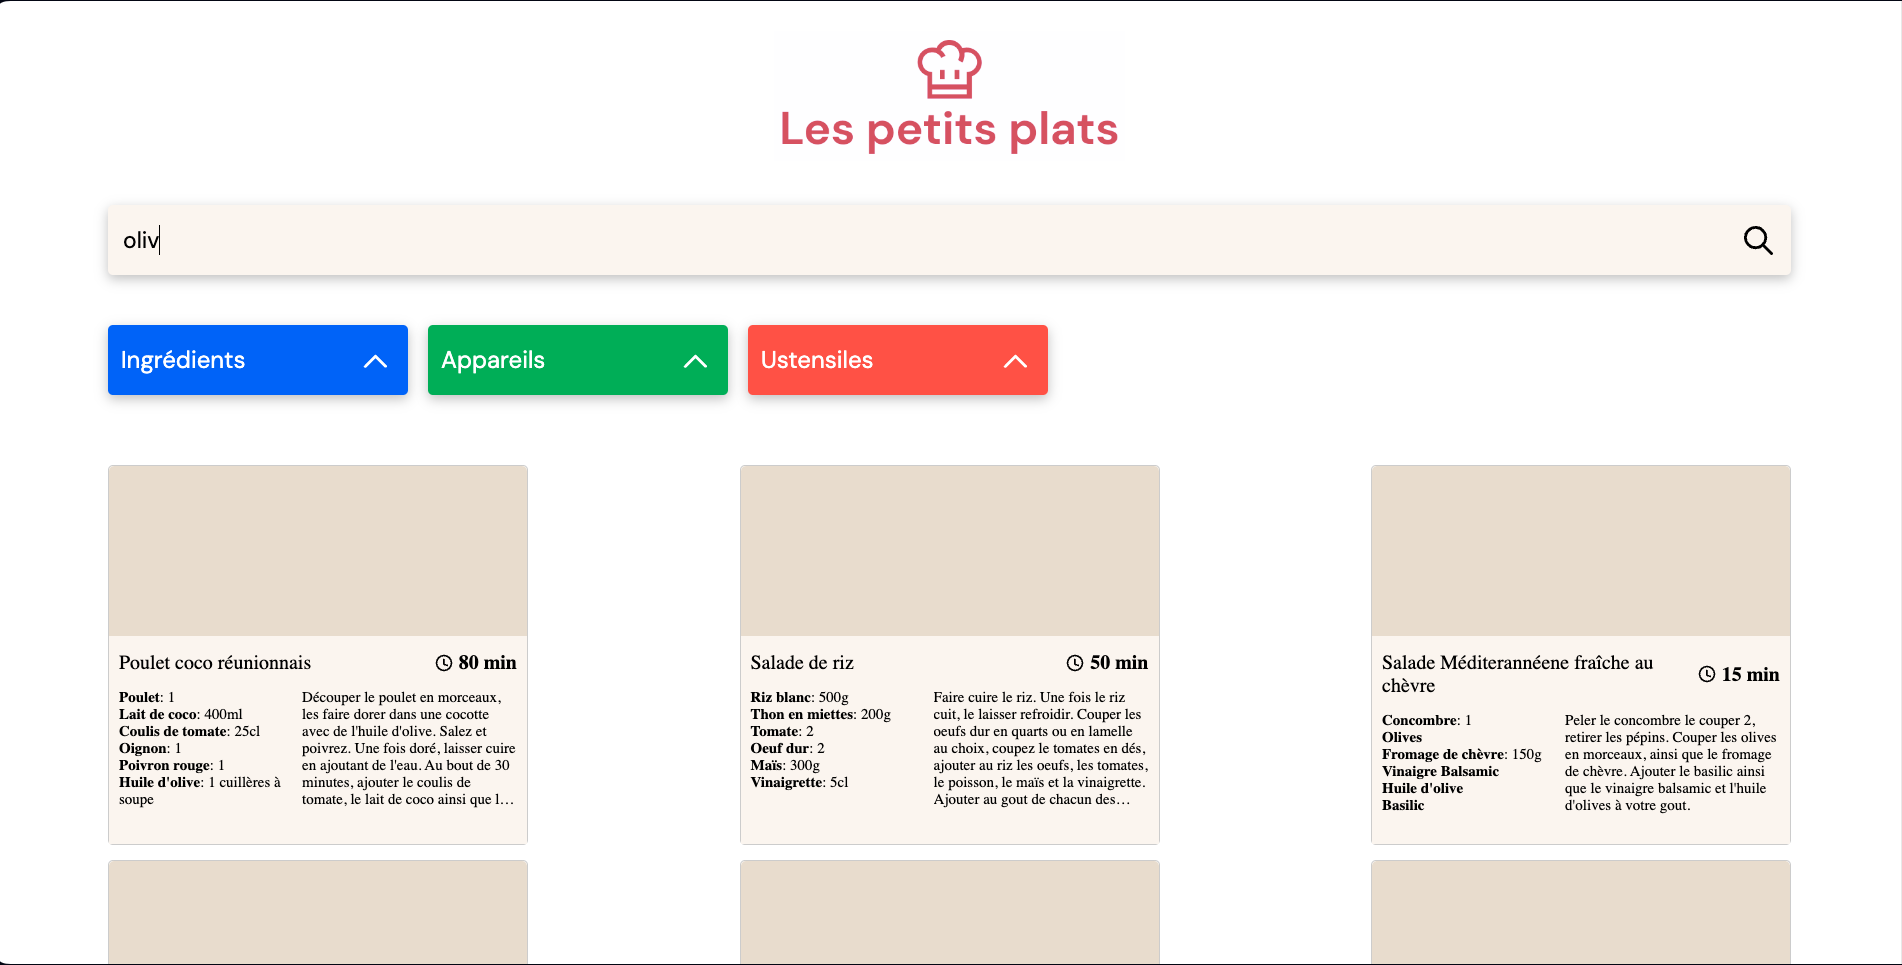 Les petits plats
oliv
Ingrédients
Appareils
Ustensiles
Poulet coco réunionnais
80 min
Poulet: 1
Lait de coco: 400ml
Coulis de tomate: 25cl
Oignon: 1
Poivron rouge: 1
Huile d'olive: 1 cuillères à
soupe
Découper le poulet en morceaux,
les faire dorer dans une cocotte
avec de l'huile d'olive. Salez et
poivrez. Une fois doré, laisser cuire
en ajoutant de l'eau. Au bout de 30
minutes, ajouter le coulis de
tomate, le lait de coco ainsi que l…
Salade de riz
50 min
Riz blanc: 500g
Thon en miettes: 200g
Tomate: 2
Oeuf dur: 2
Maïs: 300g
Vinaigrette: 5cl
Faire cuire le riz. Une fois le riz
cuit, le laisser refroidir. Couper les
oeufs dur en quarts ou en lamelle
au choix, coupez le tomates en dés,
ajouter au riz les oeufs, les tomates,
le poisson, le maïs et la vinaigrette.
Ajouter au gout de chacun des…
Salade Méditerannéene fraîche au
chèvre
15 min
Concombre: 1
Olives
Fromage de chèvre: 150g
Vinaigre Balsamic
Huile d'olive
Basilic
Peler le concombre le couper 2,
retirer les pépins. Couper les olives
en morceaux, ainsi que le fromage
de chèvre. Ajouter le basilic ainsi
que le vinaigre balsamic et l'huile
d'olives à votre gout.